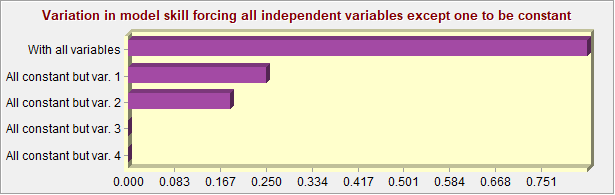 Variation in model skill forcing all independent variables except one to be constant
With all variables
All constant but var. 1
All constant but var. 2
All constant but var. 3
All constant but var. 4
0.000 0.083 0.167 0.250 0.334 0.417 0.501 0.584 0.668 0.751